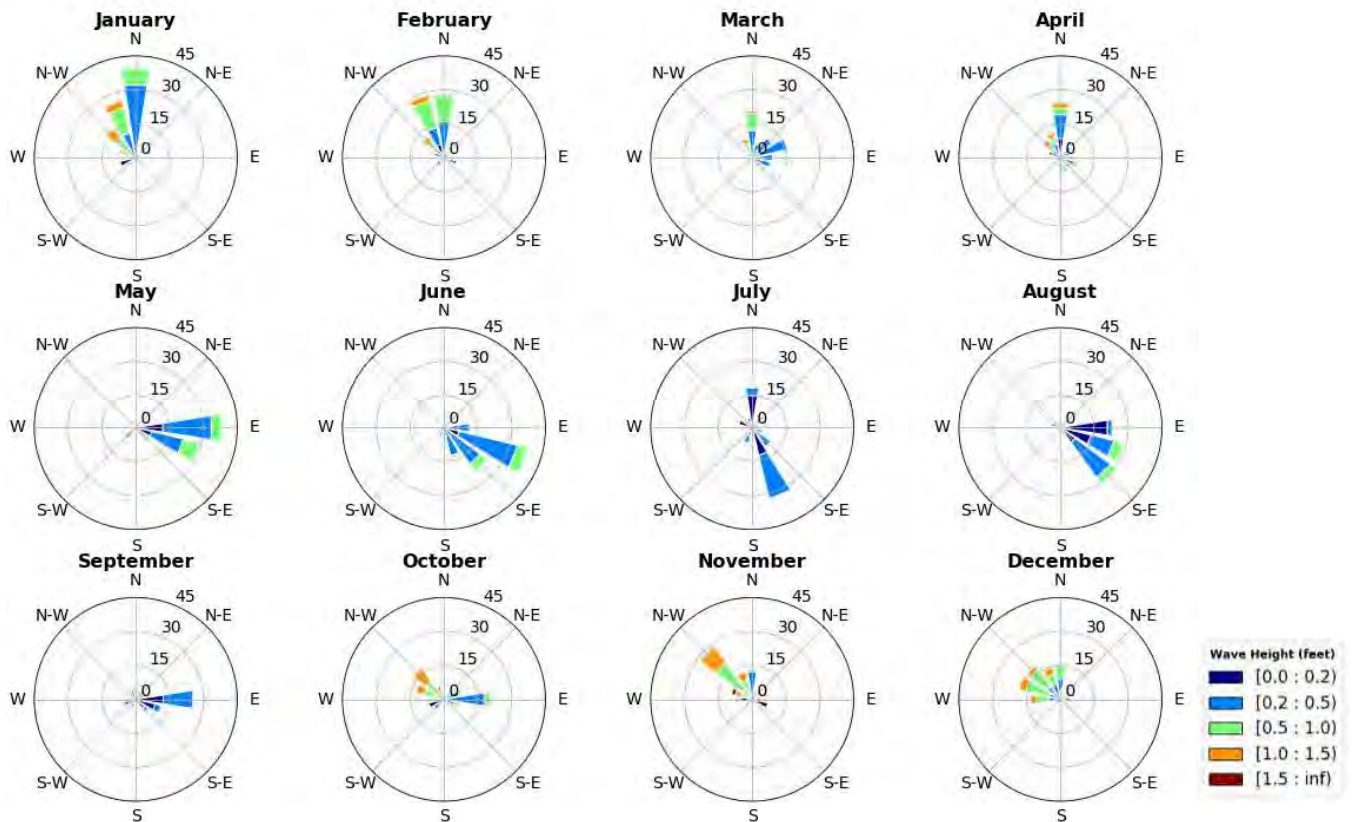 January
February
March
April
N
45
N-W
N-E
30
15
0
W
E
S-W
S-E
S
N
45
N-W
N-E
30
15
0
W
E
S-W
S-E
S
N
45
N-W
N-E
30
15
0
W
E
S-W
S-E
S
N
45
N-W
N-E
30
15
0
W
E
S-W
S-E
S
May
June
July
August
N
45
N-W
N-E
30
15
0
W
E
S-W
S-E
S
N
45
N-W
N-E
30
15
0
W
E
S-W
S-E
S
N
45
N-W
N-E
30
15
0
W
E
S-W
S-E
S
N
45
N-W
N-E
30
15
0
W
E
S-W
S-E
S
September
October
November
December
N
45
N-W
N-E
30
15
0
W
E
S-W
S-E
S
N
45
N-W
N-E
30
15
0
W
E
S-W
S-E
S
N
45
N-W
N-E
30
15
0
W
E
S-W
S-E
S
N
45
N-W
N-E
30
15
0
W
E
S-W
S-E
S
Wave Height (feet)
[0.0 : 0.2)
[0.2 : 0.5)
[0.5 : 1.0)
[1.0 : 1.5)
[1.5 : inf)